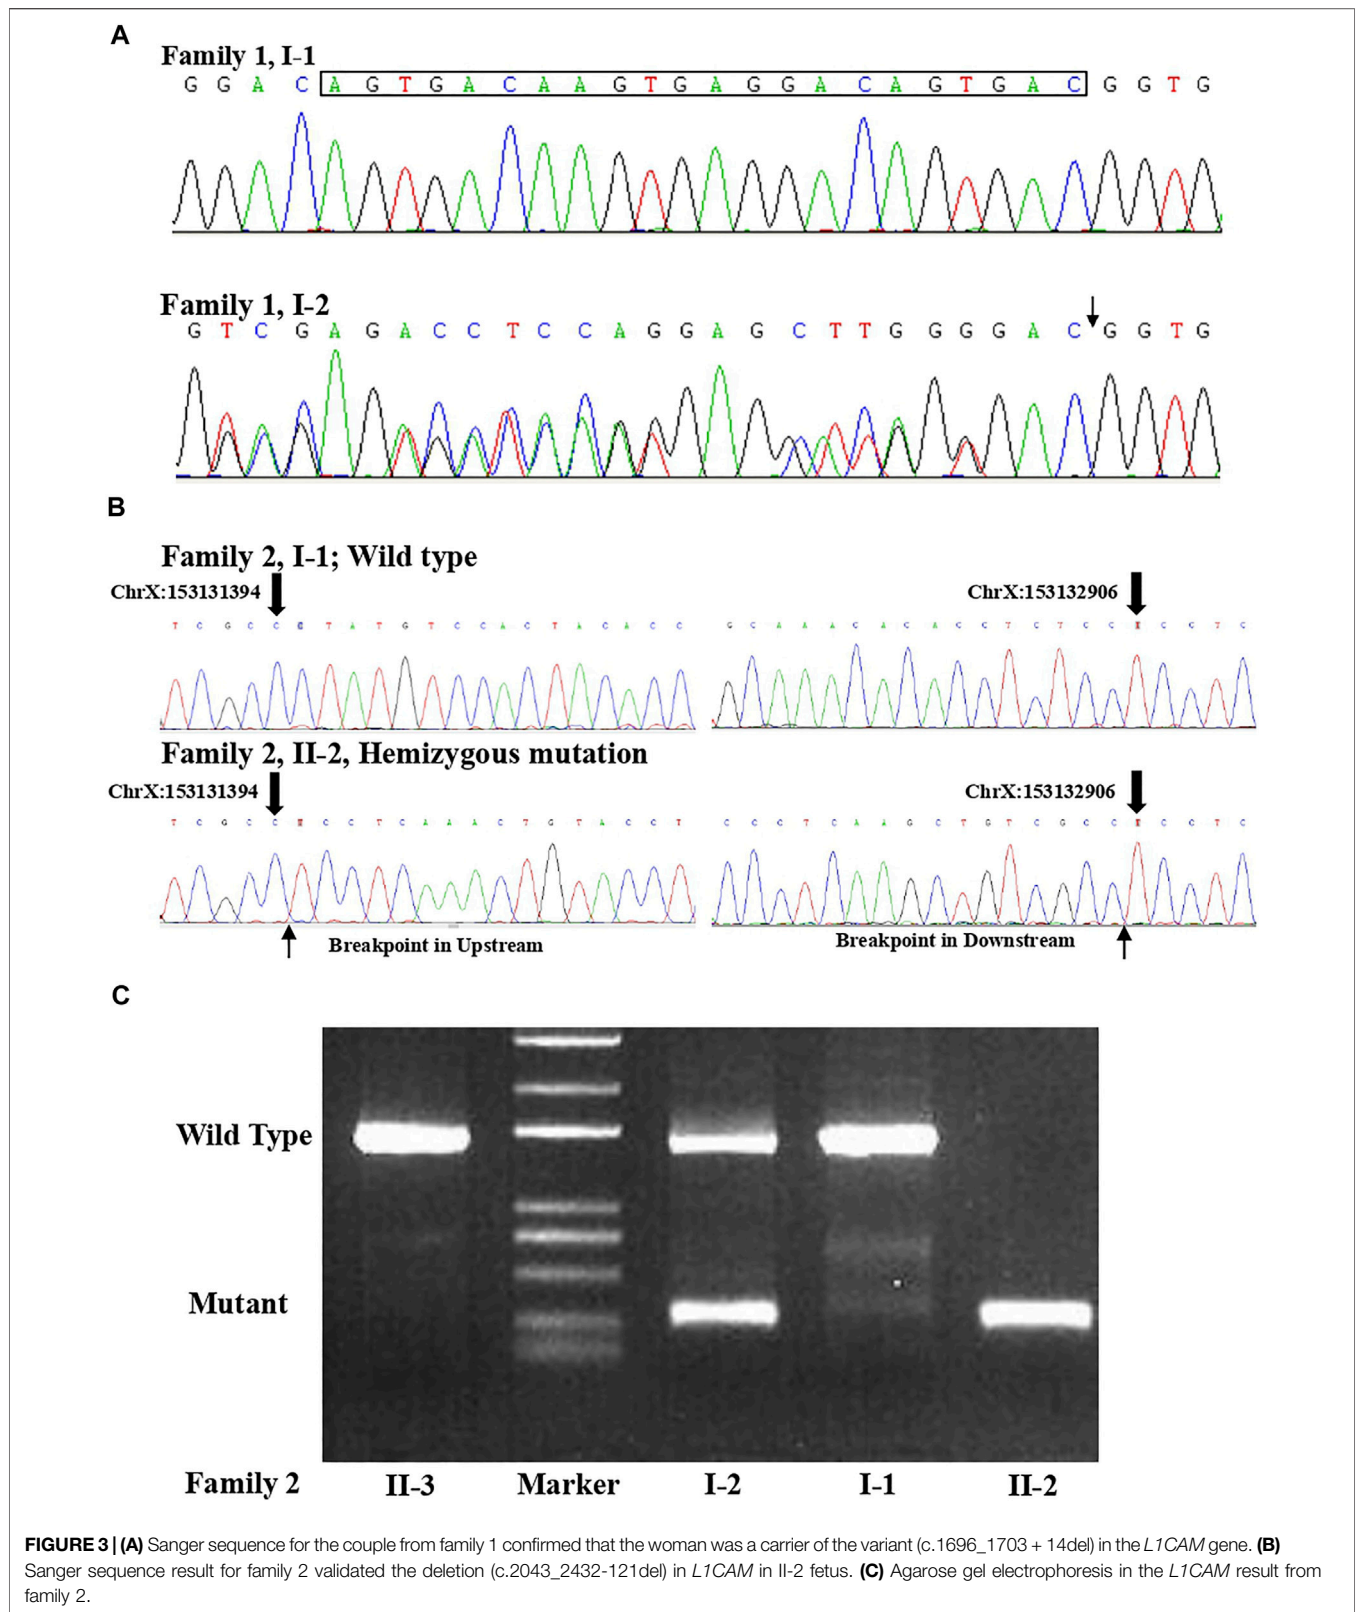 A
Family 1, I-1
G G A C A G T G A C A A G T G A G G A C A G T G A C G G T G
Family 1, I-2
G T C G A G A C C T C C A G G A G C T T G G G G A C G G T G
B
Family 2, I-1; Wild type
ChrX:153131394
ChrX:153132906
T C G C C C T A T G T C C A C T A C A C C
G C A A A C A C A C C T C T C C T C C T C
Family 2, II-2, Hemizygous mutation
ChrX:153131394
ChrX:153132906
T C G C C T C C T C A A A C T G T A C C T
C C C T C A A G C T G T C G C C T C C T C
Breakpoint in Upstream
Breakpoint in Downstream
C
Wild Type
Mutant
Family 2 II-3 Marker I-2 I-1 II-2
FIGURE 3 | (A) Sanger sequence for the couple from family 1 confirmed that the woman was a carrier of the variant (c.1696_1703 + 14del) in the L1CAM gene. (B)
Sanger sequence result for family 2 validated the deletion (c.2043_2432-121del) in L1CAM in II-2 fetus. (C) Agarose gel electrophoresis in the L1CAM result from
family 2.